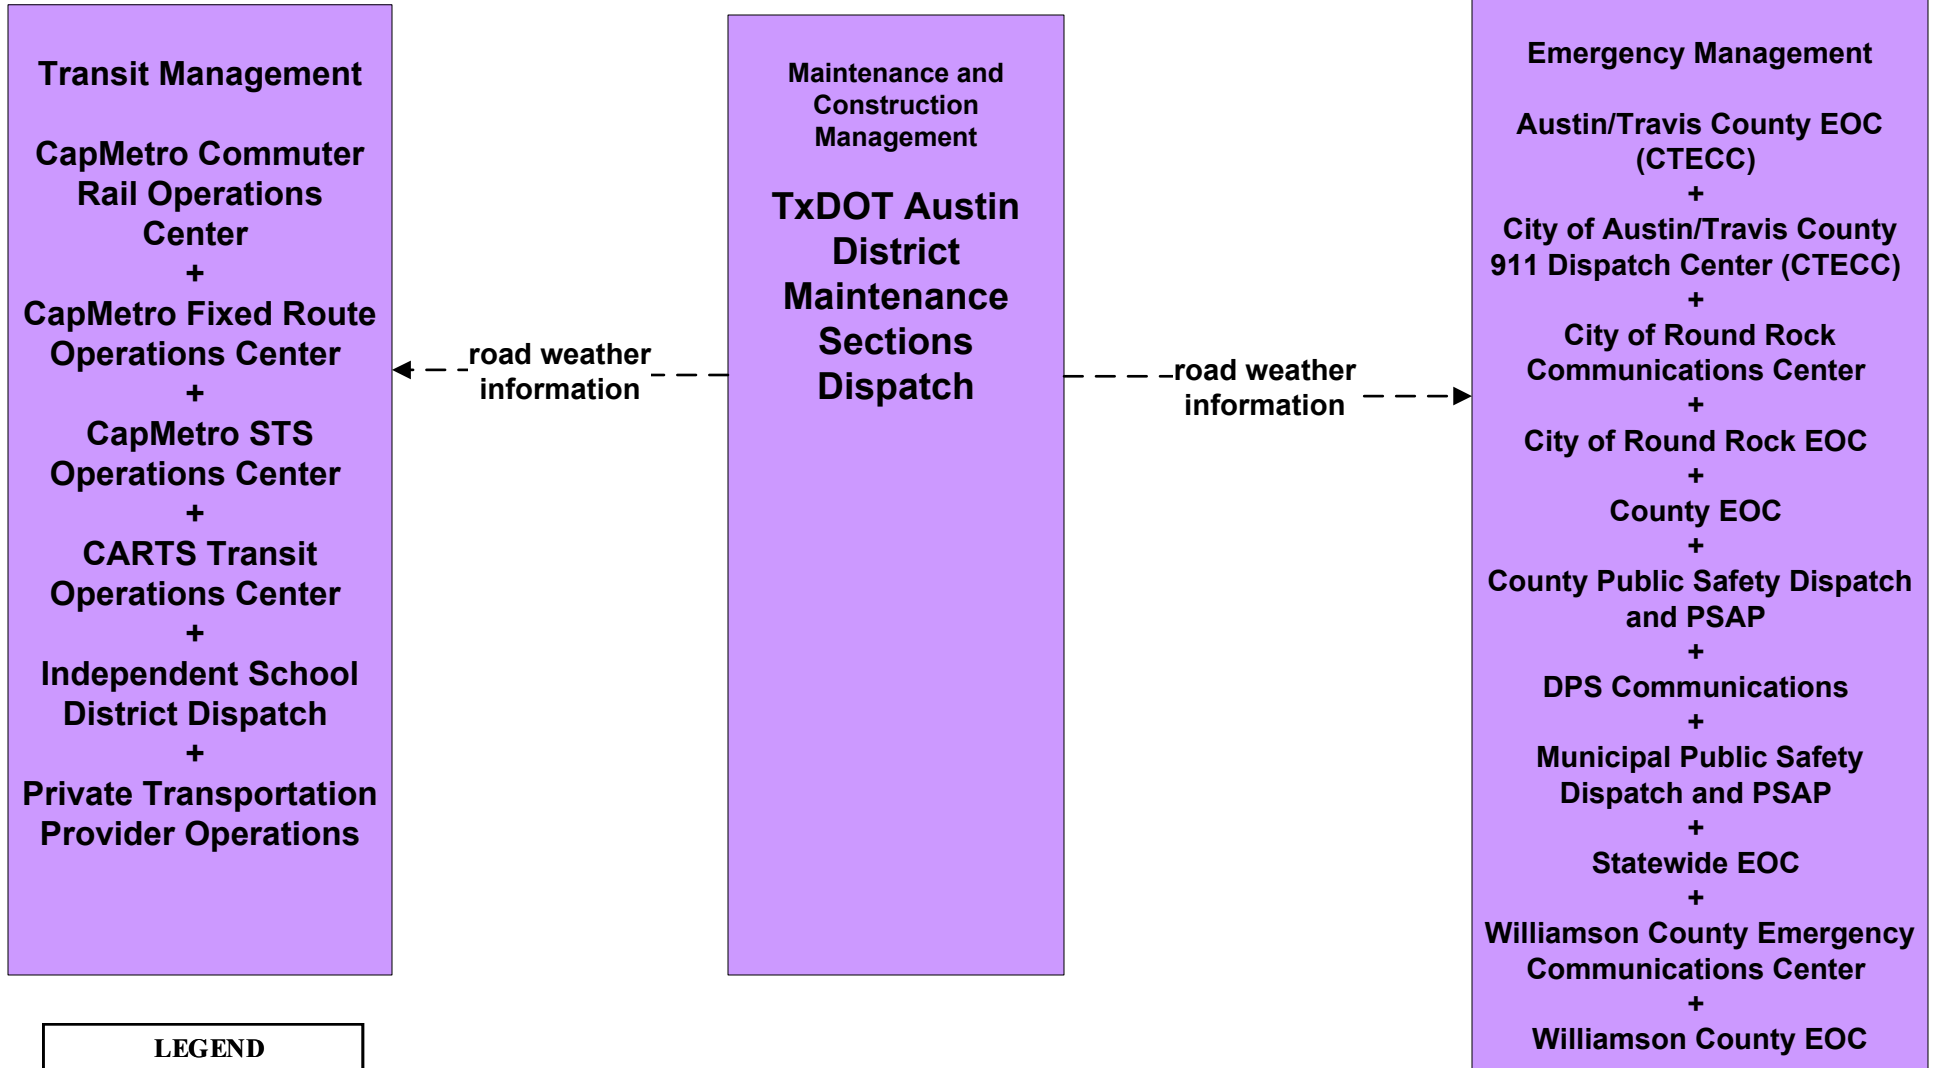 Transit Management
CapMetro Commuter
Rail Operations
Center
+
CapMetro Fixed Route
Operations Center
+
CapMetro STS
Operations Center
+
CARTS Transit
Operations Center
+
Independent School
District Dispatch
+
Private Transportation
Provider Operations
road weather
information
Maintenance and
Construction
Management
TxDOT Austin
District
Maintenance
Sections
Dispatch
road weather
information
Emergency Management
Austin/Travis County EOC
(CTECC)
+
City of Austin/Travis County
911 Dispatch Center (CTECC)
+
City of Round Rock
Communications Center
+
City of Round Rock EOC
+
County EOC
+
County Public Safety Dispatch
and PSAP
+
DPS Communications
+
Municipal Public Safety
Dispatch and PSAP
+
Statewide EOC
+
Williamson County Emergency
Communications Center
+
Williamson County EOC
LEGEND